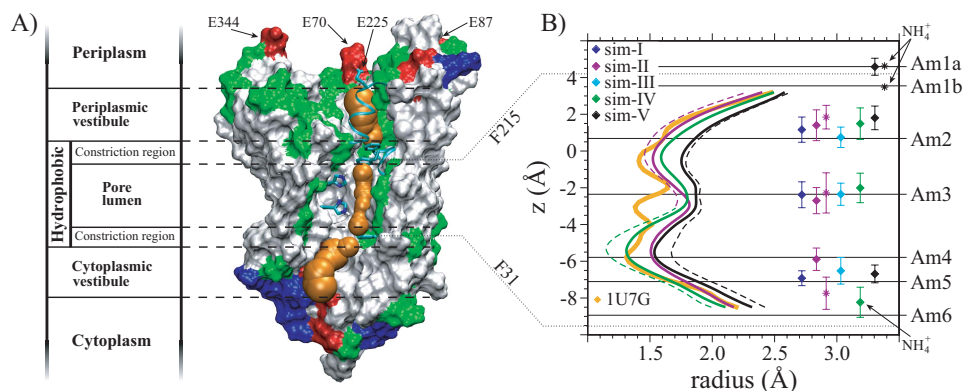 A)
E344
E70
E225
E87
Periplasm
Periplasmic
vestibule
Constriction region
Hydrophobic
Pore
lumen
Constriction region
Cytoplasmic
vestibule
Cytoplasm
F215
F31
B)
NH4+
sim-I
sim-II
sim-III
sim-IV
sim-V
1U7G
4
2
0
-2
-4
-6
-8
z (Å)
1.5
2.0
2.5
3.0
radius (Å)
Am1a
Am1b
Am2
Am3
Am4
Am5
Am6
NH4+